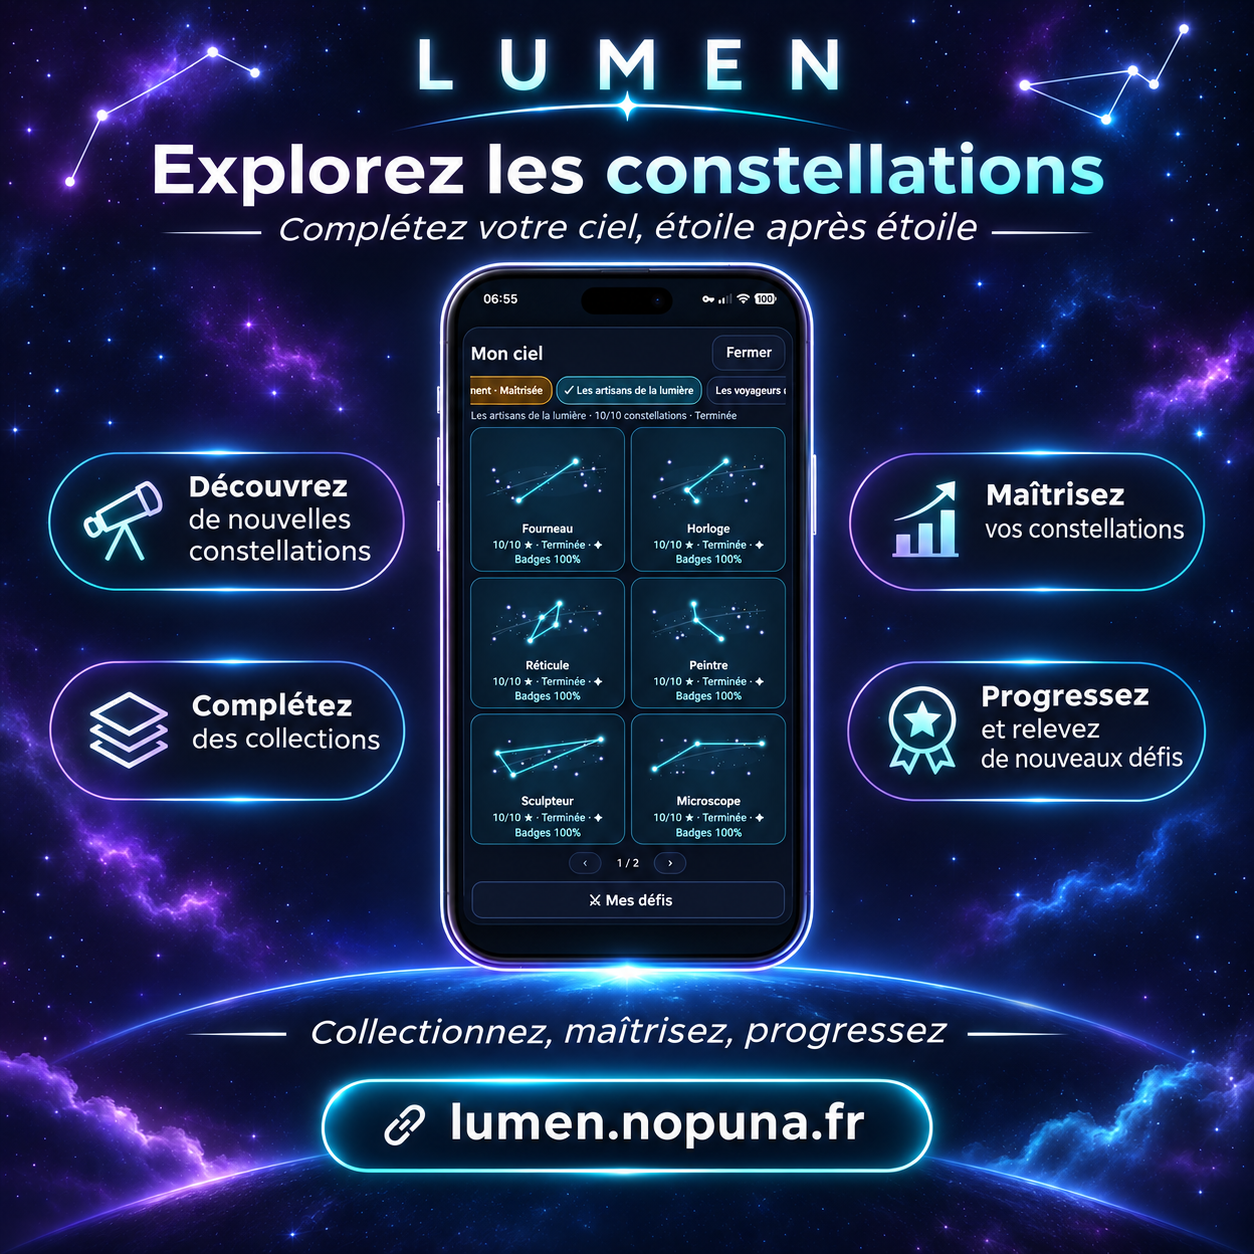 LUMEN
Explorez les constellations
Complétez votre ciel, étoile après étoile
06:55
100
Mon ciel
Fermer
nent · Maîtrisée
✓ Les artisans de la lumière
Les voyageurs
Les artisans de la lumière · 10/10 constellations · Terminée
Fourneau
10/10 ★ · Terminée · ✦
Badges 100%
Horloge
10/10 ★ · Terminée · ✦
Badges 100%
Réticule
10/10 ★ · Terminée · ✦
Badges 100%
Peintre
10/10 ★ · Terminée · ✦
Badges 100%
Sculpteur
10/10 ★ · Terminée · ✦
Badges 100%
Microscope
10/10 ★ · Terminée · ✦
Badges 100%
‹ 1 / 2 ›
⚔ Mes défis
Découvrez
de nouvelles
constellations
Complétez
des collections
Maîtrisez
vos constellations
Progressez
et relevez
de nouveaux défis
Collectionnez, maîtrisez, progressez
lumen.nopuna.fr